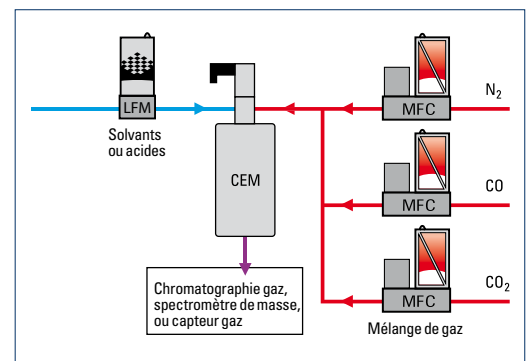 LFM
Solvants
ou acides
CEM
Chromatographie gaz,
spectromètre de masse,
ou capteur gaz
N₂
MFC
CO
MFC
CO₂
MFC
Mélange de gaz